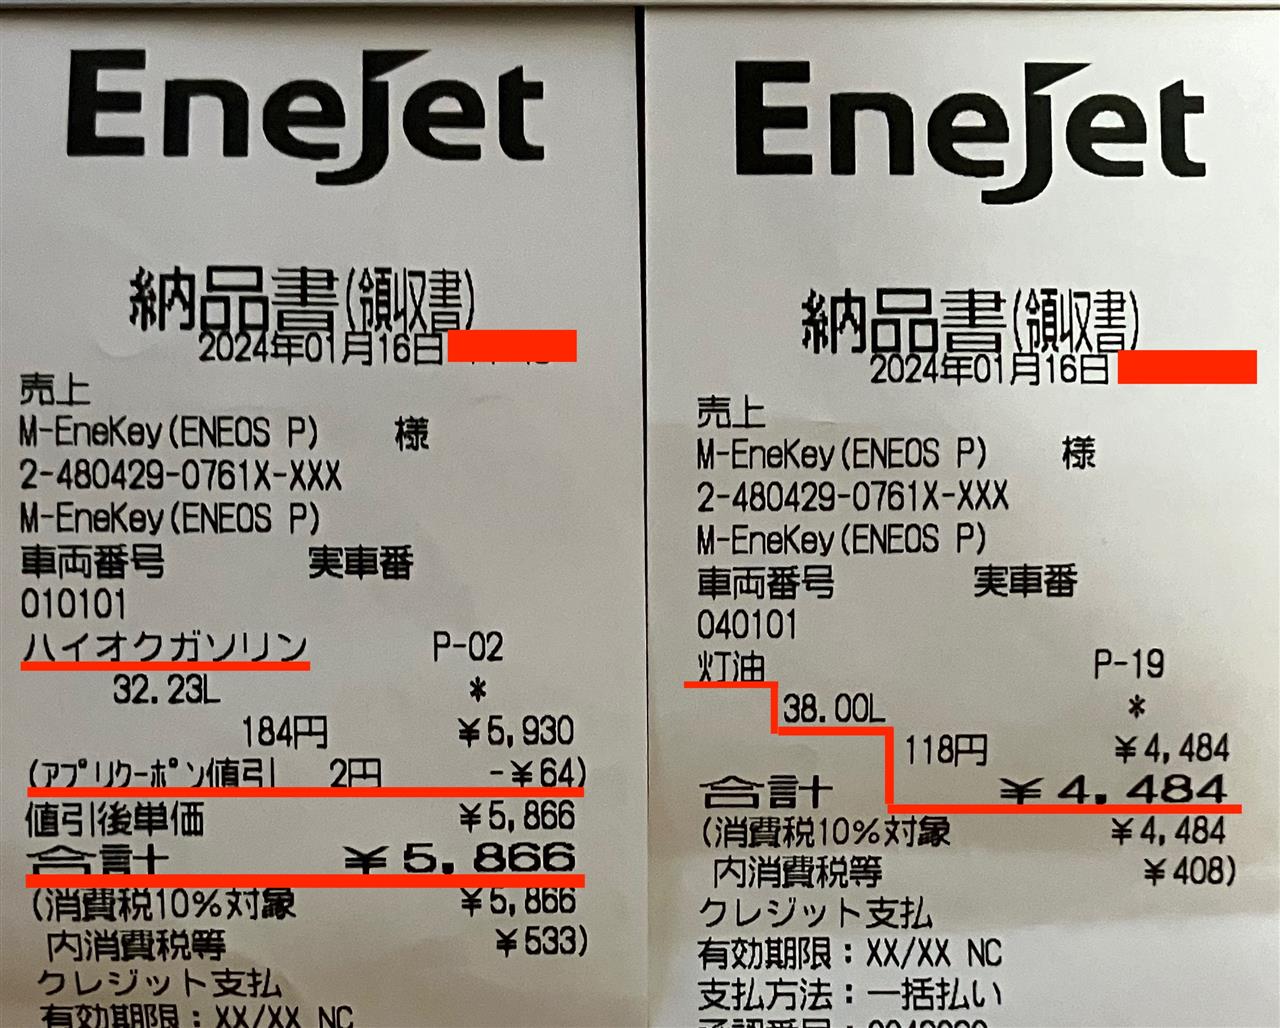 EneJet
納品書(領収書)
2024年01月16日
売上
M-EneKey(ENEOS P) 様
2-480429-0761X-XXX
M-EneKey(ENEOS P)
車両番号 実車番
010101
ハイオクガソリン P-02
32.23L *
184円 ¥5,930
(アプリクーポン値引 2円 -¥64)
値引後単価 ¥5,866
合計 ¥5,866
(消費税10%対象 ¥5,866
内消費税等 ¥533)
クレジット支払
有効期限:XX/XX NC
EneJet
納品書(領収書)
2024年01月16日
売上
M-EneKey(ENEOS P) 様
2-480429-0761X-XXX
M-EneKey(ENEOS P)
車両番号 実車番
040101
灯油 P-19
38.00L *
118円 ¥4,484
合計 ¥4,484
(消費税10%対象 ¥4,484
内消費税等 ¥408)
クレジット支払
有効期限:XX/XX NC
支払方法:一括払い